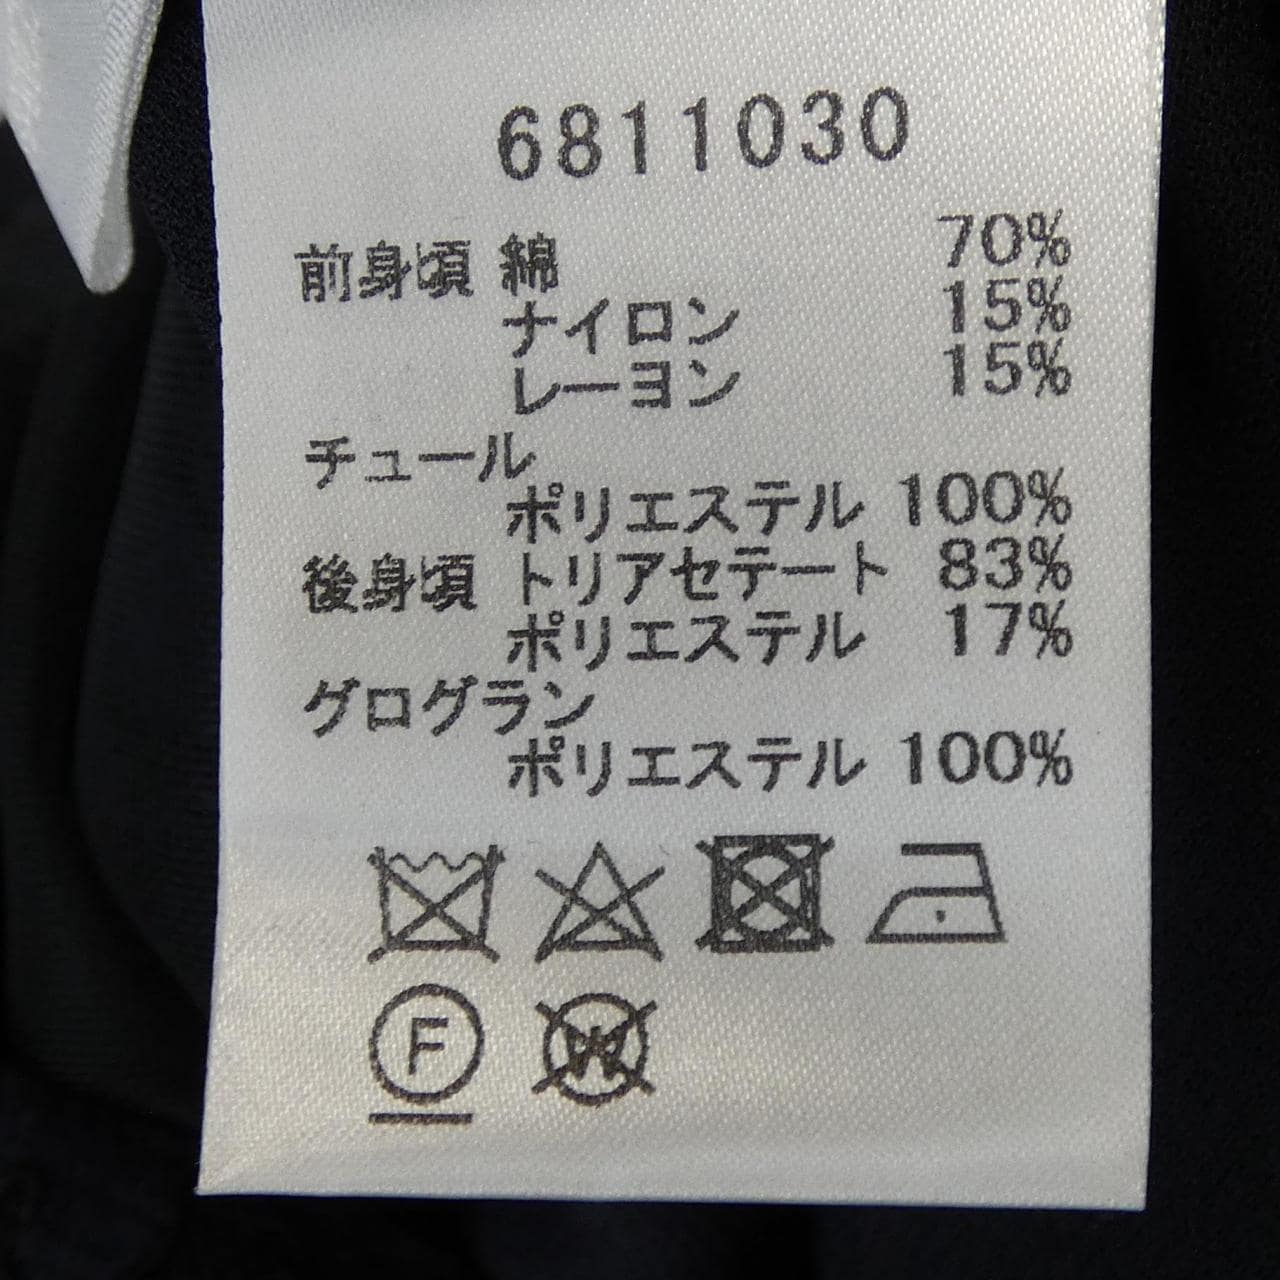 6811030
前身頃 綿 70%
ナイロン 15%
レーヨン 15%
チュール
ポリエステル 100%
後身頃 トリアセテート 83%
ポリエステル 17%
グログラン
ポリエステル 100%
F W